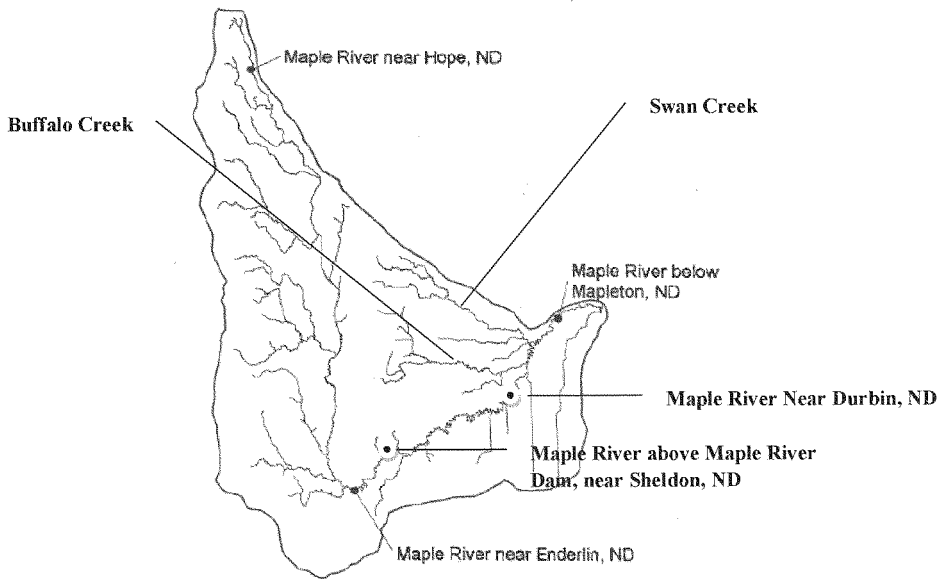 Maple River near Hope, ND
Swan Creek
Buffalo Creek
Maple River below
Mapleton, ND
Maple River Near Durbin, ND
Maple River above Maple River
Dam, near Sheldon, ND
Maple River near Enderlin, ND